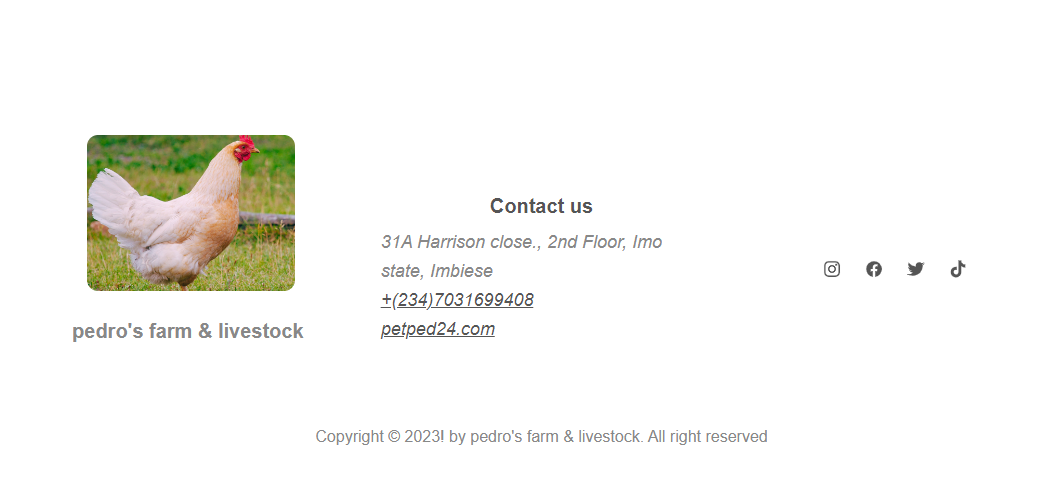 pedro's farm & livestock
Contact us
31A Harrison close., 2nd Floor, Imo
state, Imbiese
+(234)7031699408
petped24.com
Copyright © 2023! by pedro's farm & livestock. All right reserved